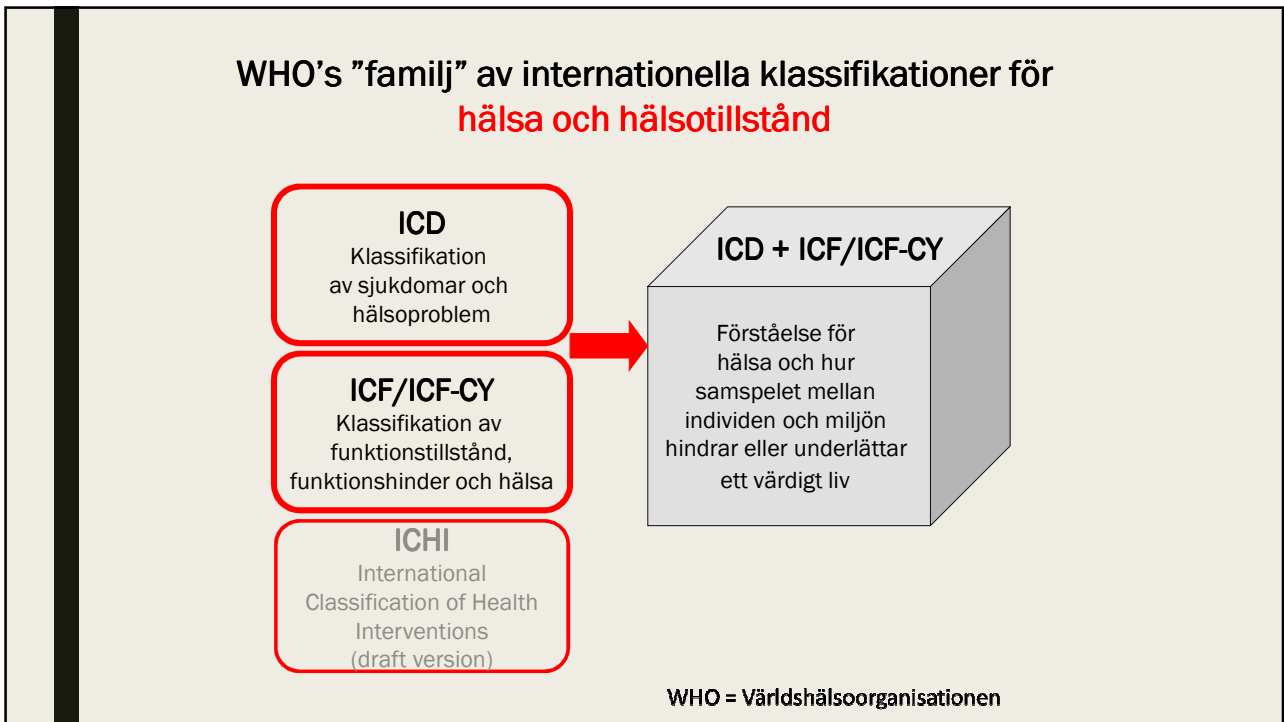 WHO's ”familj” av internationella klassifikationer för
hälsa och hälsotillstånd
ICD
Klassifikation
av sjukdomar och
hälsoproblem
ICF/ICF-CY
Klassifikation av
funktionstillstånd,
funktionshinder och hälsa
ICHI
International
Classification of Health
Interventions
(draft version)
ICD + ICF/ICF-CY
Förståelse för
hälsa och hur
samspelet mellan
individen och miljön
hindrar eller underlättar
ett värdigt liv
WHO = Världshälsoorganisationen